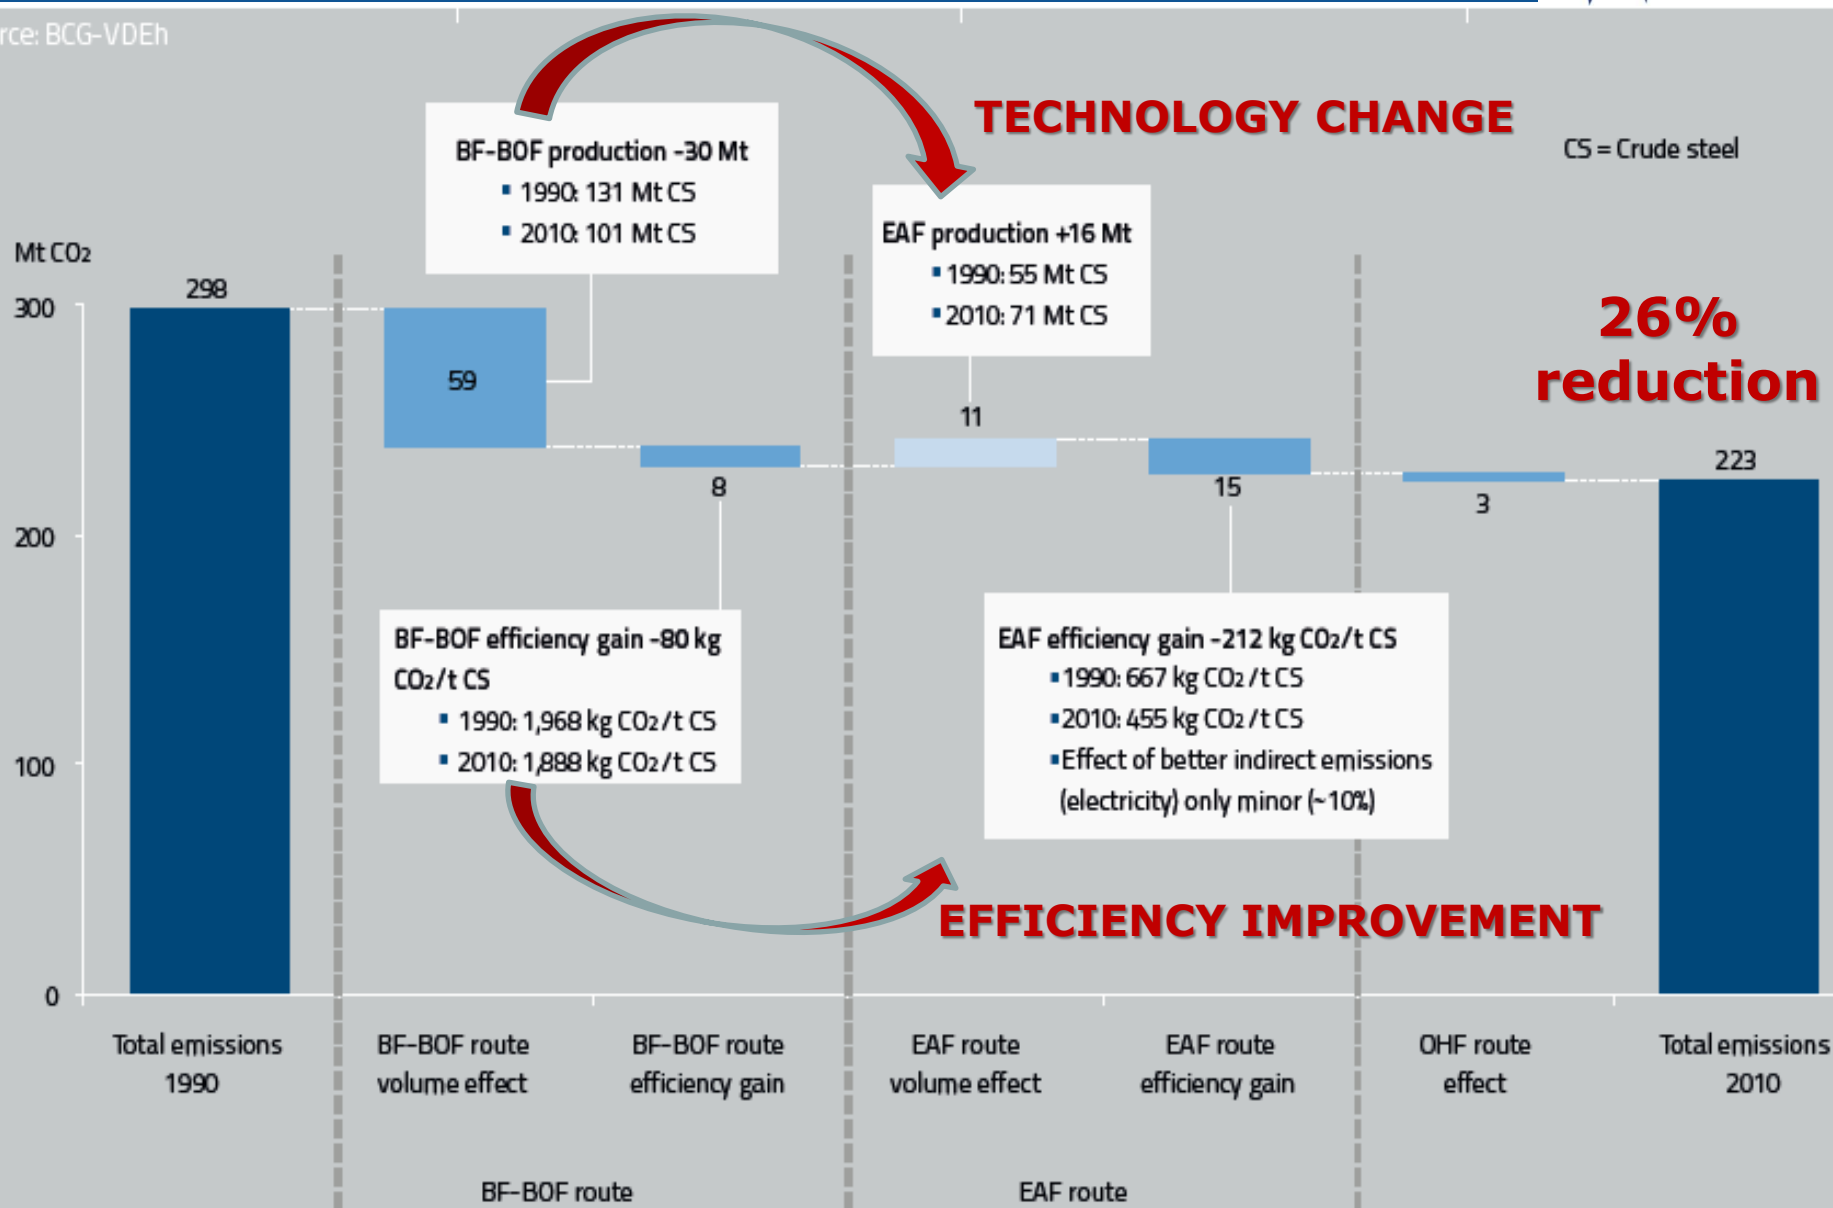 rce: BCG-VDEh
TECHNOLOGY CHANGE
CS = Crude steel
BF-BOF production -30 Mt
▪ 1990: 131 Mt CS
▪ 2010: 101 Mt CS
EAF production +16 Mt
▪ 1990: 55 Mt CS
▪ 2010: 71 Mt CS
Mt CO₂
300
200
100
0
298
59
8
11
15
3
223
26%
reduction
BF-BOF efficiency gain -80 kg
CO₂/t CS
▪ 1990: 1,968 kg CO₂/t CS
▪ 2010: 1,888 kg CO₂/t CS
EAF efficiency gain -212 kg CO₂/t CS
▪ 1990: 667 kg CO₂/t CS
▪ 2010: 455 kg CO₂/t CS
▪ Effect of better indirect emissions
(electricity) only minor (~10%)
EFFICIENCY IMPROVEMENT
Total emissions
1990
BF-BOF route
volume effect
BF-BOF route
efficiency gain
EAF route
volume effect
EAF route
efficiency gain
OHF route
effect
Total emissions
2010
BF-BOF route
EAF route